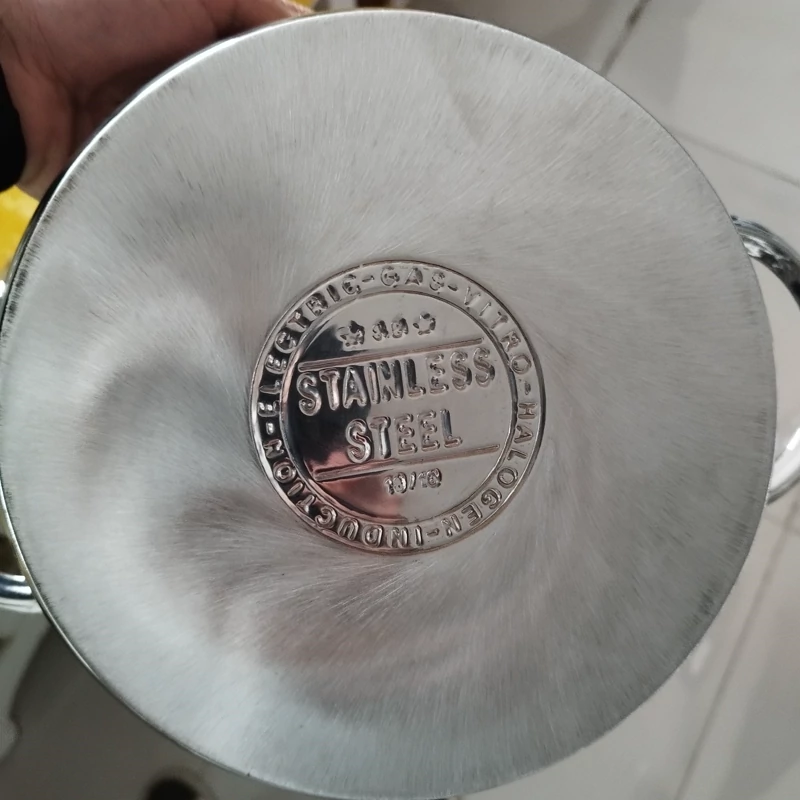 ELECTRIC-GAS-VITRO-HALOGEN-INDUCTION-
STAINLESS
STEEL